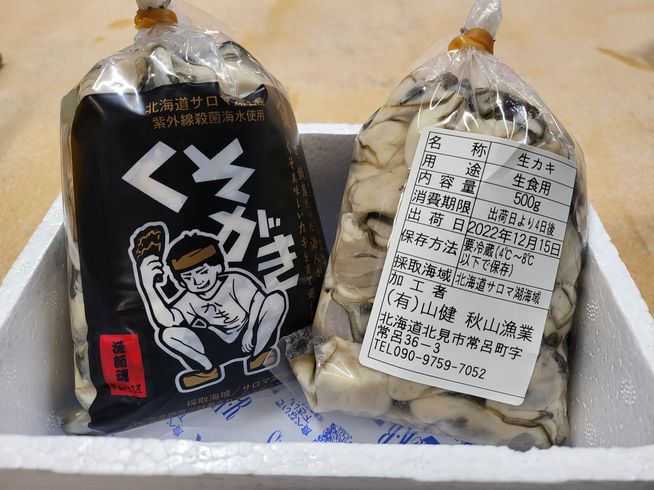 北海道サロマ湖産
紫外線殺菌海水使用
くそがき
漁師魂
採取海域／サロマ湖
名称 生カキ
用途 生食用
内容量 500g
消費期限 出荷日より4日後
出荷日 2022年12月15日
保存方法 要冷蔵(4℃〜8℃
以下で保存)
採取海域 北海道サロマ湖海域
加工者
(有)山健 秋山漁業
北海道北見市常呂町字
常呂36-3
TEL090-9759-7052